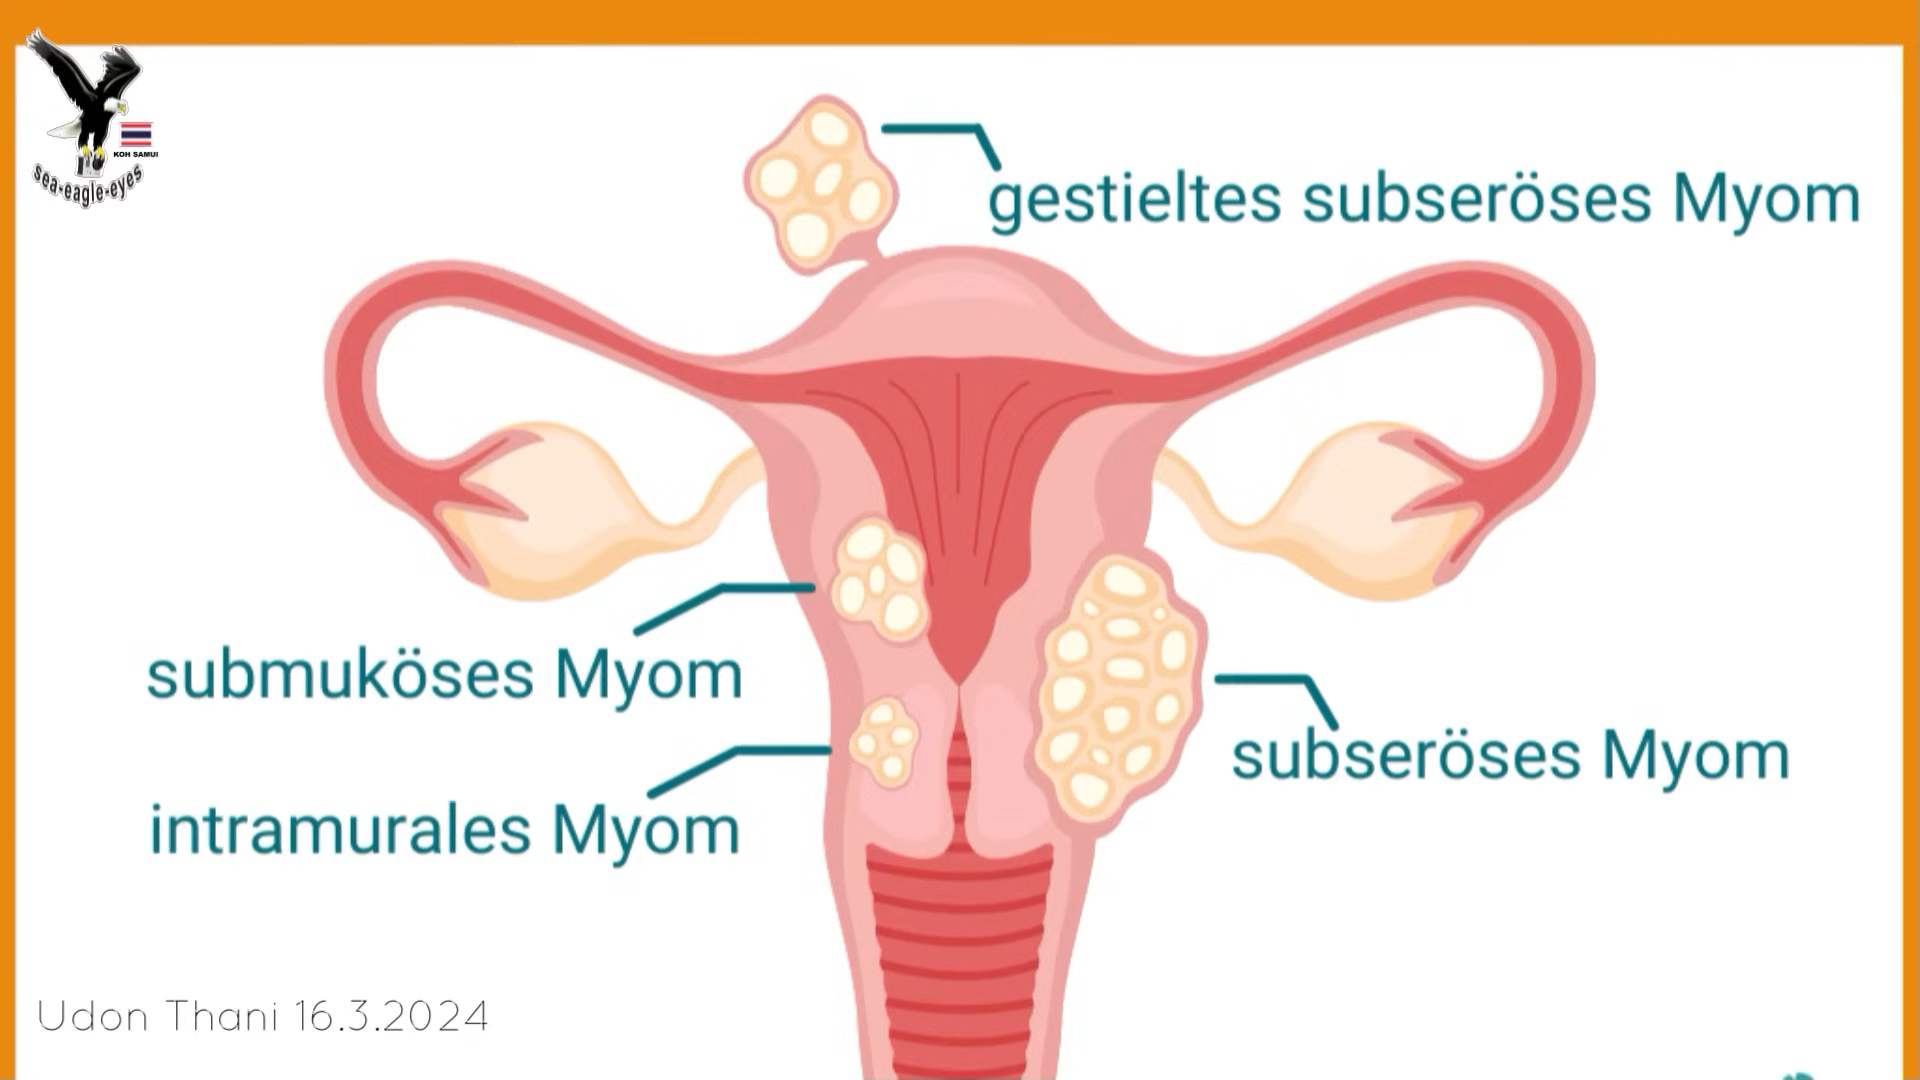 KOH SAMUI
sea-eagle-eyes
gestieltes subseröses Myom
submuköses Myom
subseröses Myom
intramurales Myom
Udon Thani 16.3.2024